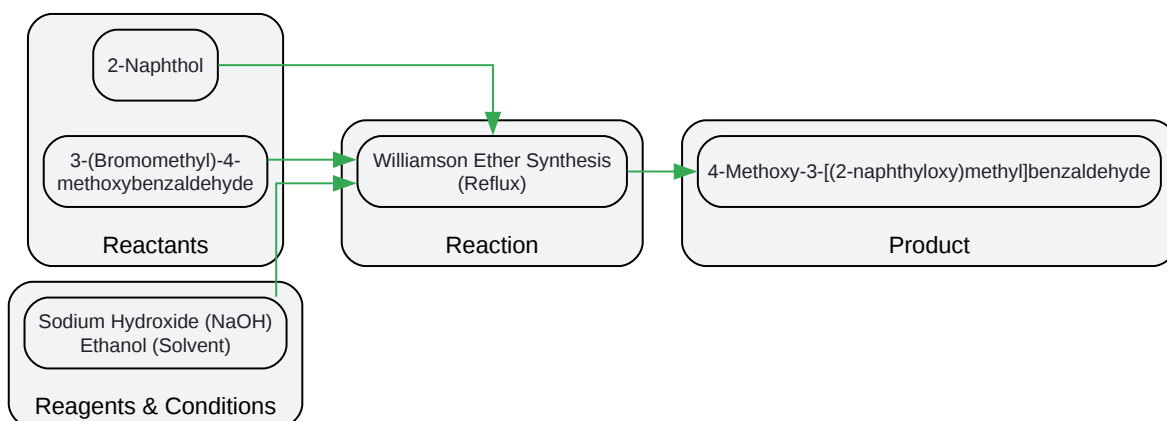 2-Naphthol
3-(Bromomethyl)-4-
methoxybenzaldehyde
Reactants
Sodium Hydroxide (NaOH)
Ethanol (Solvent)
Reagents & Conditions
Williamson Ether Synthesis
(Reflux)
Reaction
4-Methoxy-3-[(2-naphthyloxy)methyl]benzaldehyde
Product